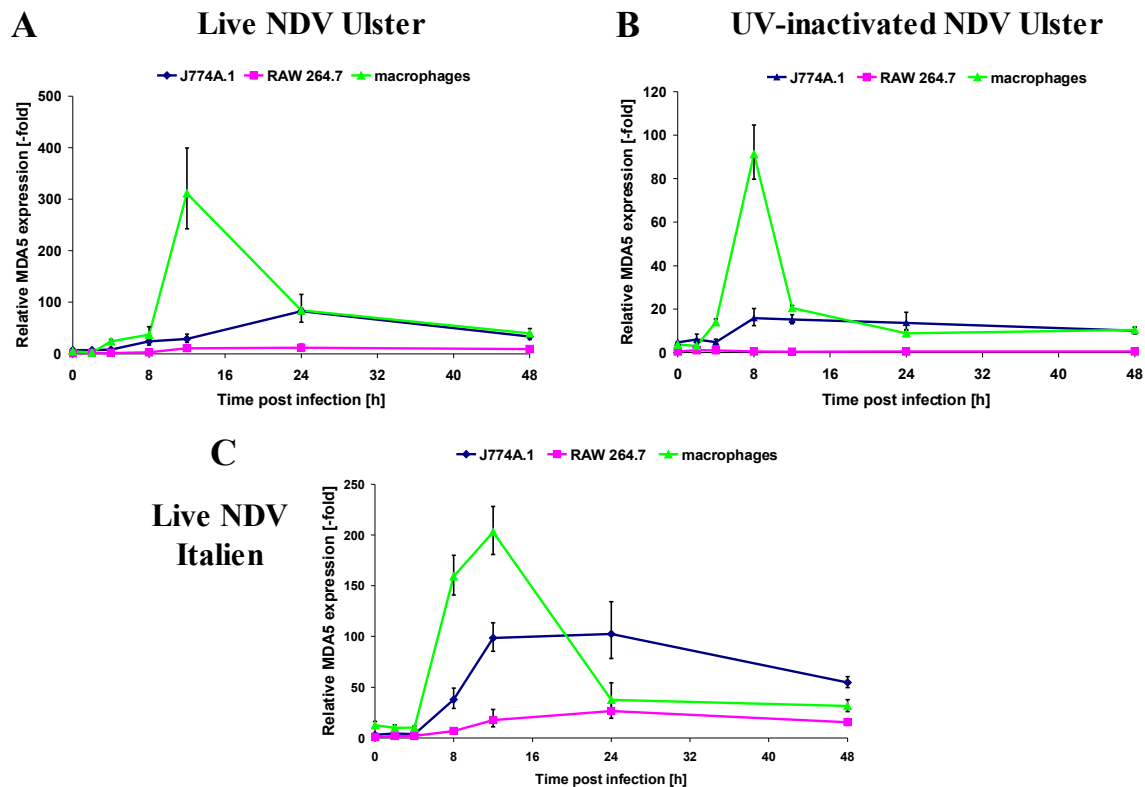 A
Live NDV Ulster
J774A.1 RAW 264.7 macrophages
Relative MDA5 expression [-fold]
500
400
300
200
100
0
0 8 16 24 32 40 48
Time post infection [h]
B
UV-inactivated NDV Ulster
J774A.1 RAW 264.7 macrophages
Relative MDA5 expression [-fold]
120
100
80
60
40
20
0
0 8 16 24 32 40 48
Time post infection [h]
C
Live NDV
Italien
J774A.1 RAW 264.7 macrophages
Relative MDA5 expression [-fold]
250
200
150
100
50
0
0 8 16 24 32 40 48
Time post infection [h]